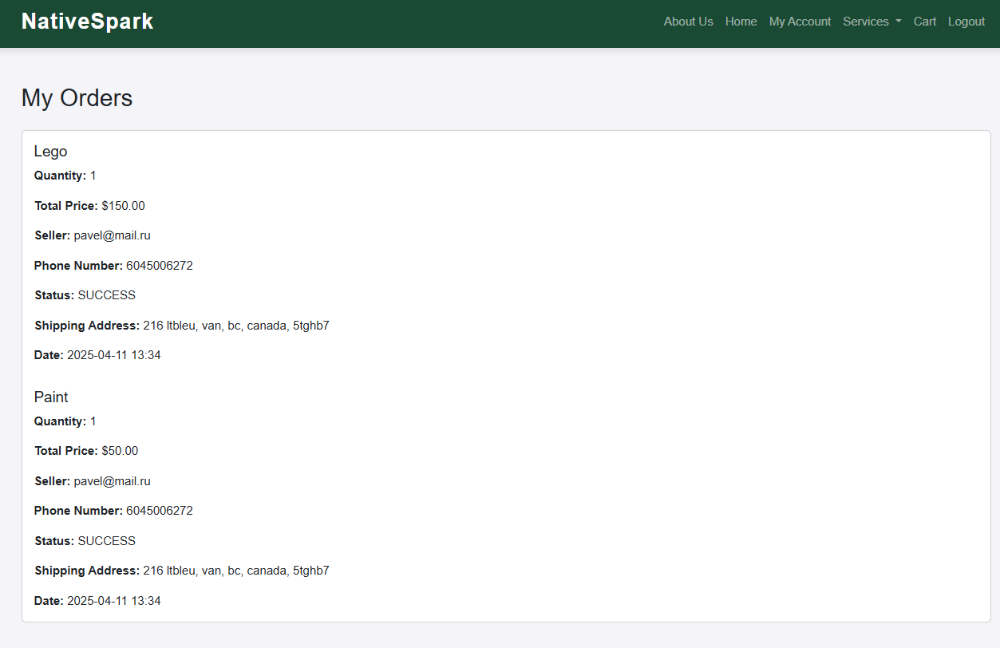 NativeSpark
About Us Home My Account Services Cart Logout
My Orders
Lego
Quantity: 1
Total Price: $150.00
Seller: pavel@mail.ru
Phone Number: 6045006272
Status: SUCCESS
Shipping Address: 216 ltbleu, van, bc, canada, 5tghb7
Date: 2025-04-11 13:34
Paint
Quantity: 1
Total Price: $50.00
Seller: pavel@mail.ru
Phone Number: 6045006272
Status: SUCCESS
Shipping Address: 216 ltbleu, van, bc, canada, 5tghb7
Date: 2025-04-11 13:34